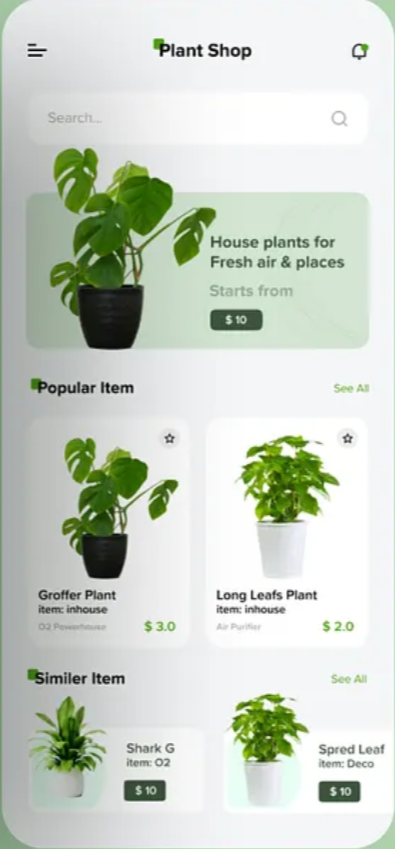 Plant Shop
Search...
House plants for
Fresh air & places
Starts from
$ 10
Popular Item
See All
Groffer Plant
item: inhouse
O2 Powerhouse
$ 3.0
Long Leafs Plant
item: inhouse
Air Purifier
$ 2.0
Similer Item
See All
Shark G
item: O2
$ 10
Spred Leaf
item: Deco
$ 10